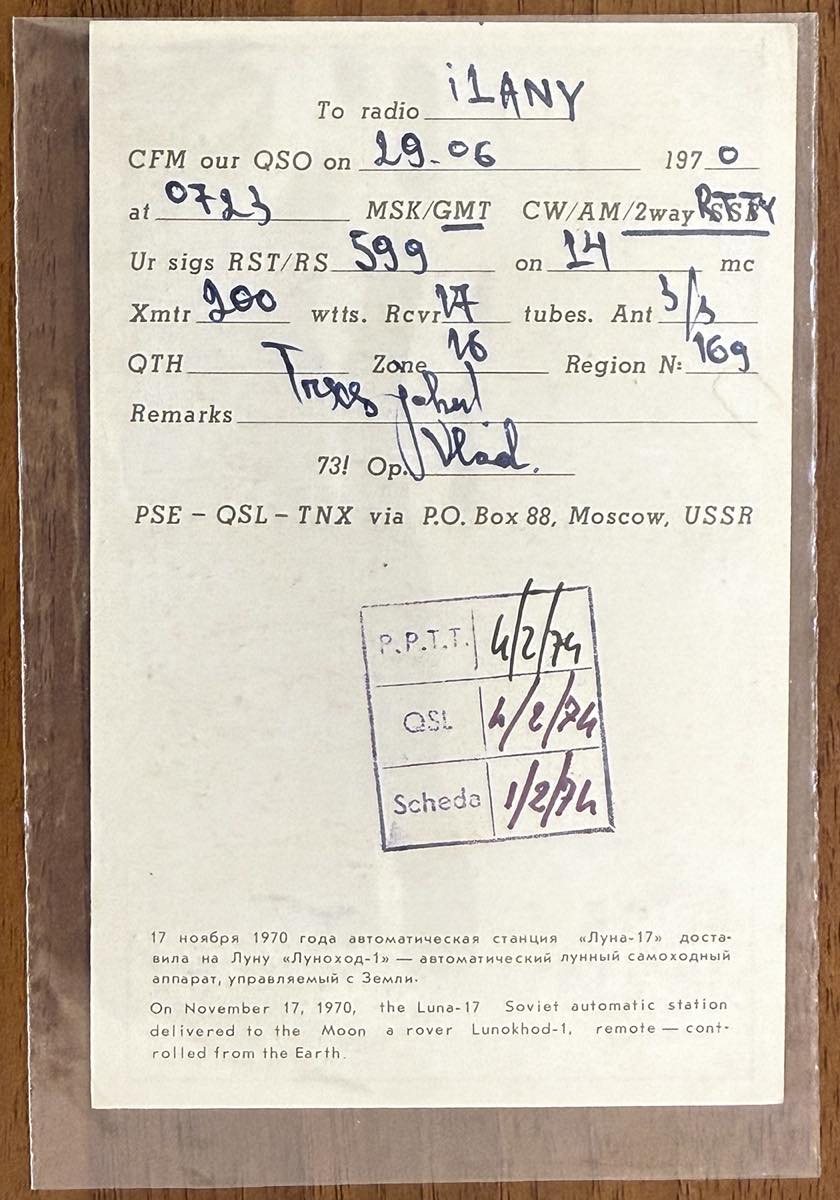 To radio i1ANY
CFM our QSO on 29-06 1970
at 0723 MSK/GMT CW/AM/2way RTTY
Ur sigs RST/RS 599 on 14 mc
Xmtr 200 wtts. Rcvr 17 tubes. Ant 3/3
QTH Zone 16 Region N: 169
Remarks
73! Op. Vlad.
PSE – QSL – TNX via P.O. Box 88, Moscow, USSR
P.P.T.T. 4/2/74
QSL 4/2/74
Scheda 1/2/74
17 ноября 1970 года автоматическая станция «Луна-17» доста-
вила на Луну «Луноход-1» — автоматический лунный самоходный
аппарат, управляемый с Земли.
On November 17, 1970, the Luna-17 Soviet automatic station
delivered to the Moon a rover Lunokhod-1, remote — cont-
rolled from the Earth.